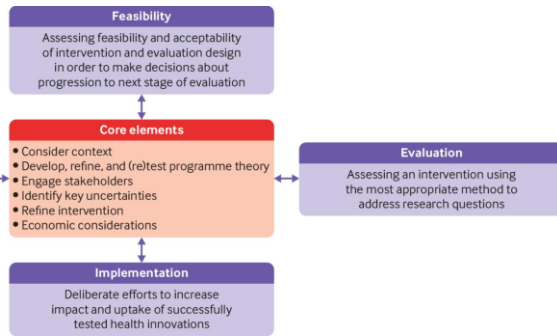 Feasibility
Assessing feasibility and acceptability
of intervention and evaluation design
in order to make decisions about
progression to next stage of evaluation
Core elements
• Consider context
• Develop, refine, and (re)test programme theory
• Engage stakeholders
• Identify key uncertainties
• Refine intervention
• Economic considerations
Evaluation
Assessing an intervention using
the most appropriate method to
address research questions
Implementation
Deliberate efforts to increase
impact and uptake of successfully
tested health innovations